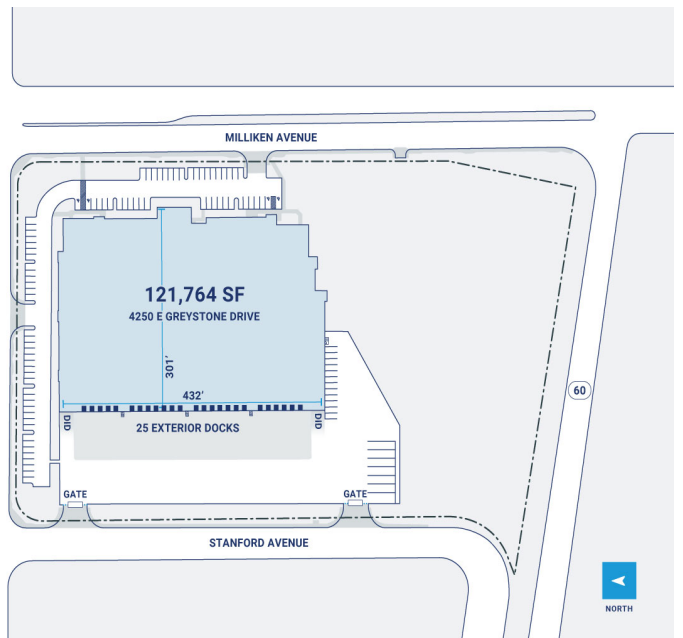 MILLIKEN AVENUE
121,764 SF
4250 E GREYSTONE DRIVE
301'
432'
60
DID
25 EXTERIOR DOCKS
DID
GATE
GATE
STANFORD AVENUE
NORTH